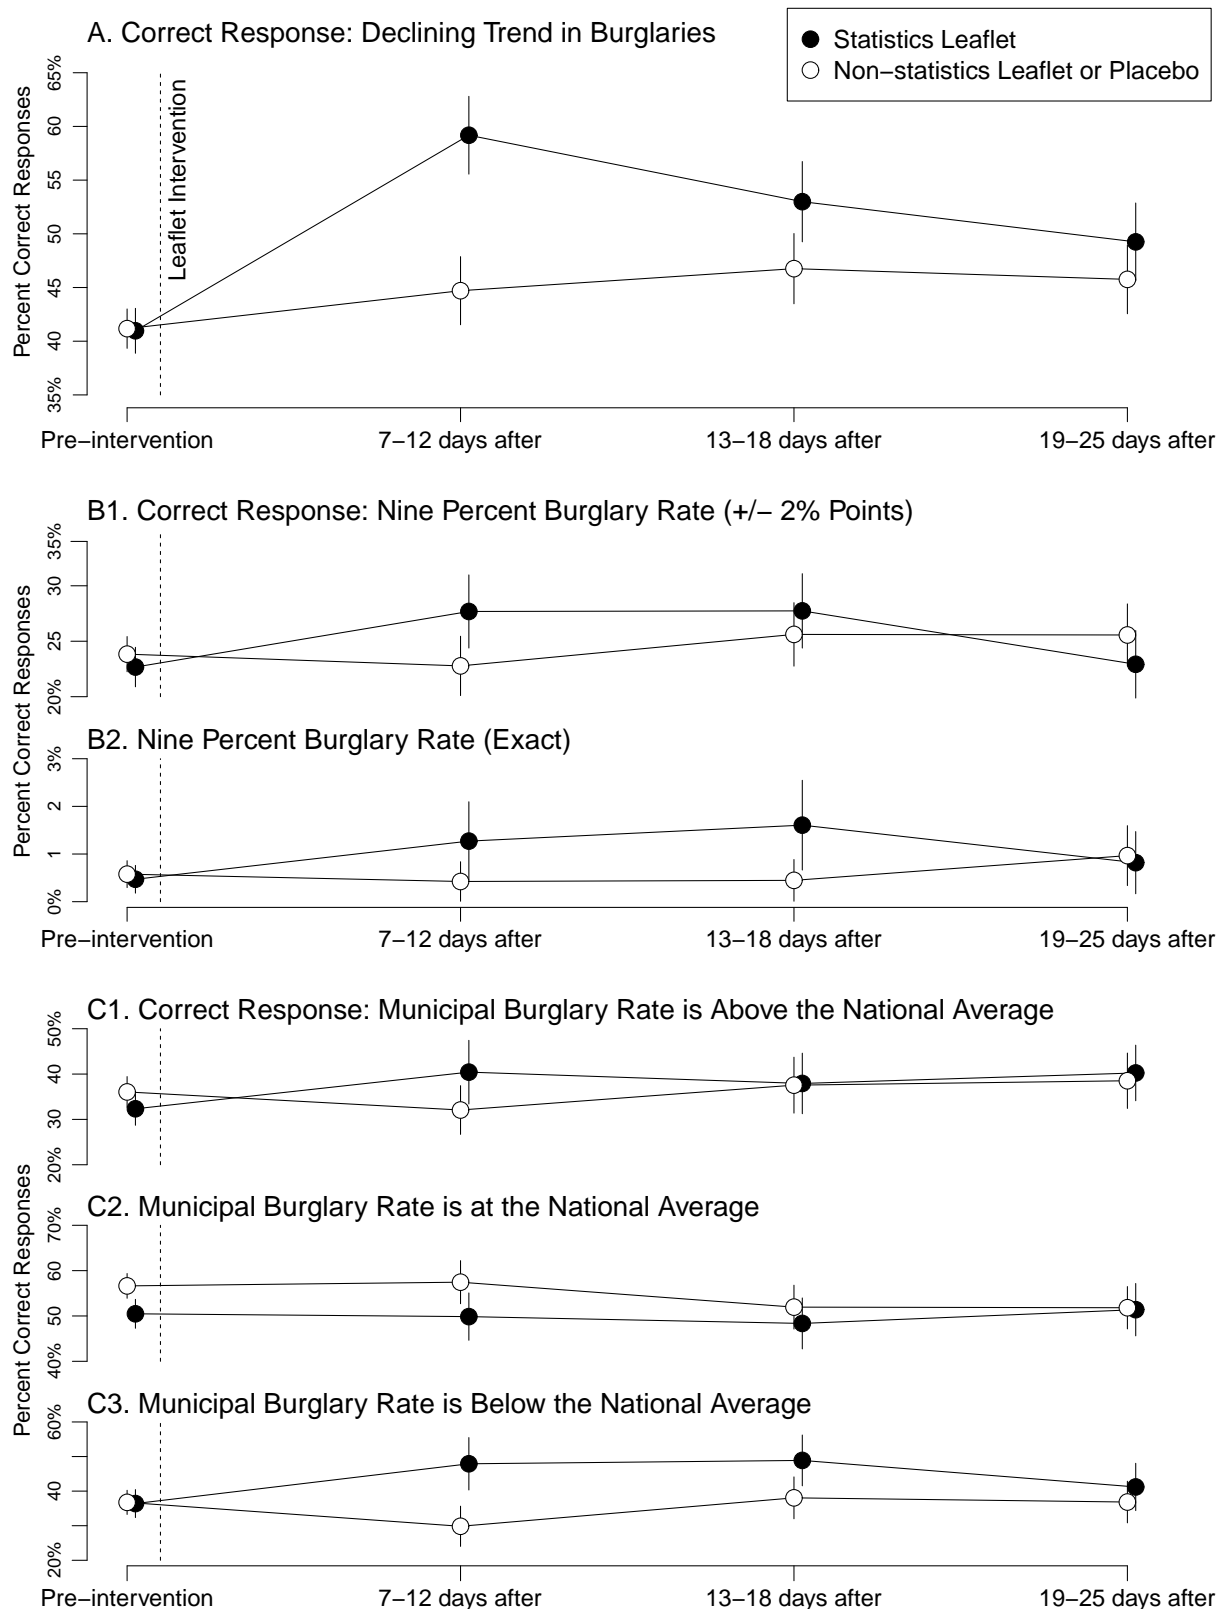 A. Correct Response: Declining Trend in Burglaries
Statistics Leaflet
Non−statistics Leaflet or Placebo
Percent Correct Responses
65%
60
55
50
45
40
35%
Leaflet Intervention
Pre−intervention 7−12 days after 13−18 days after 19−25 days after
B1. Correct Response: Nine Percent Burglary Rate (+/− 2% Points)
Percent Correct Responses
35%
30
25
20%
B2. Nine Percent Burglary Rate (Exact)
3%
2
1
0%
Pre−intervention 7−12 days after 13−18 days after 19−25 days after
C1. Correct Response: Municipal Burglary Rate is Above the National Average
50%
40
30
20%
Percent Correct Responses
C2. Municipal Burglary Rate is at the National Average
70%
60
50
40%
C3. Municipal Burglary Rate is Below the National Average
60%
40
20%
Pre−intervention 7−12 days after 13−18 days after 19−25 days after